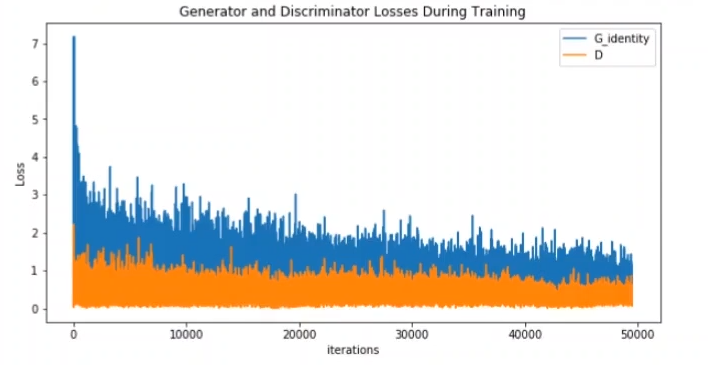 Generator and Discriminator Losses During Training
G_identity
D
Loss
7
6
5
4
3
2
1
0
0 10000 20000 30000 40000 50000
iterations